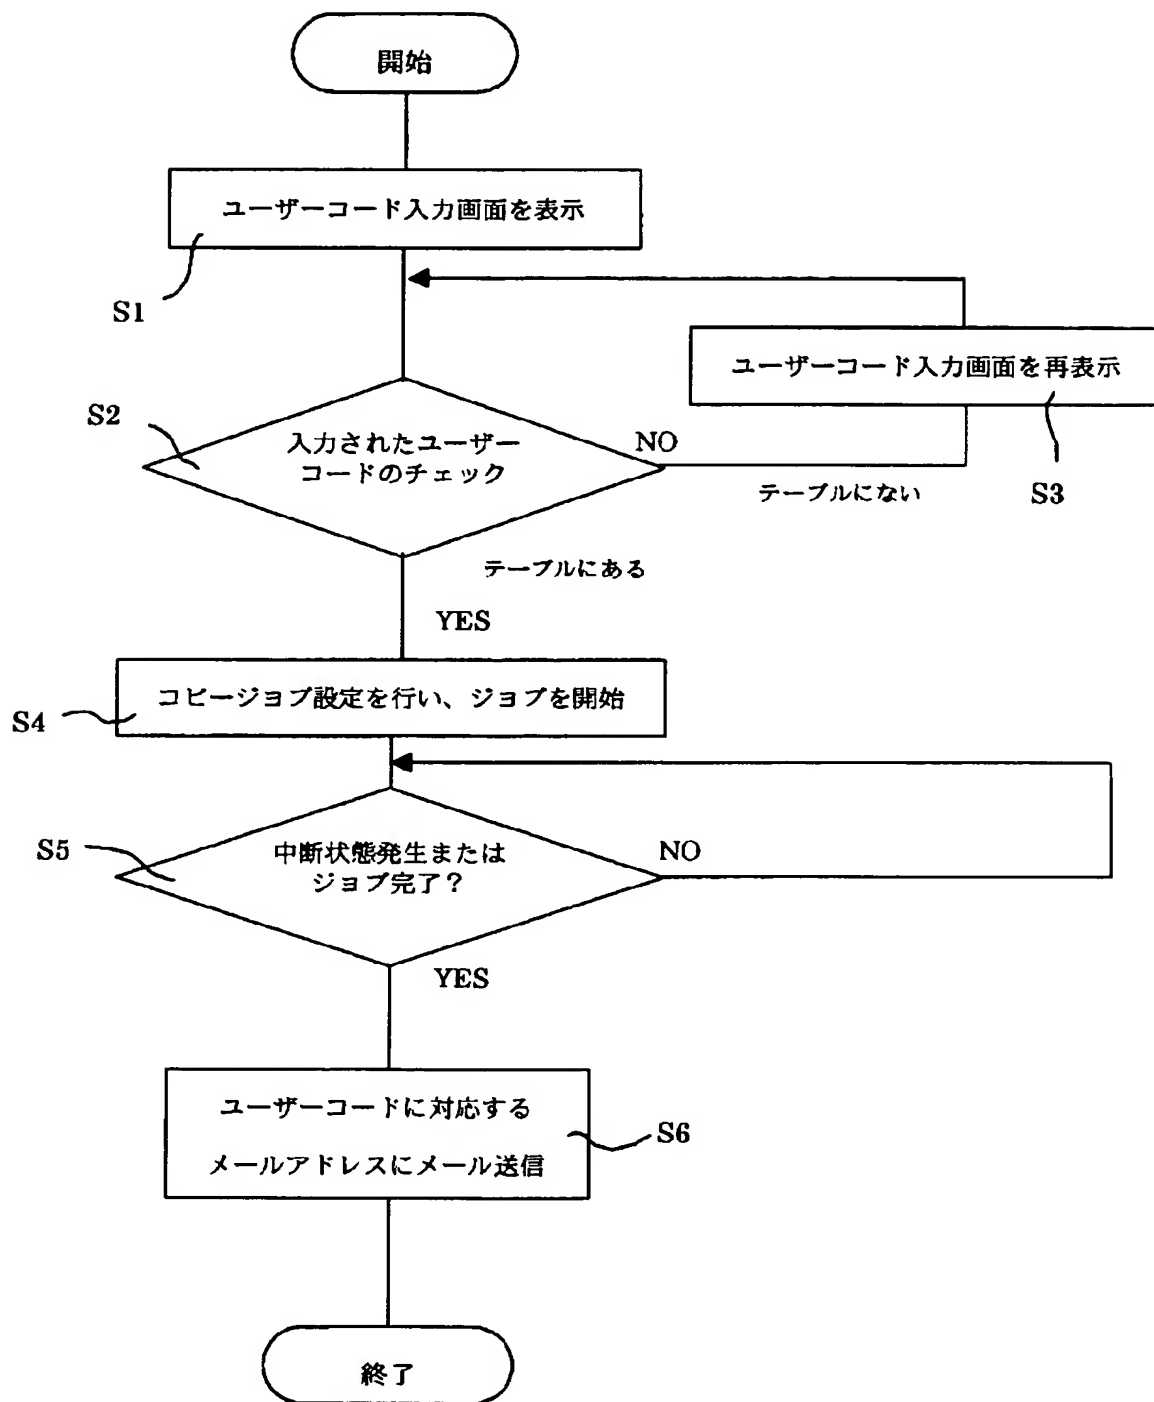 開始
ユーザーコード入力画面を表示
S1
ユーザーコード入力画面を再表示
S2
入力されたユーザー
コードのチェック
NO
テーブルにない
S3
テーブルにある
YES
コピージョブ設定を行い、ジョブを開始
S4
S5
中断状態発生または
ジョブ完了？
NO
YES
ユーザーコードに対応する
メールアドレスにメール送信
S6
終了